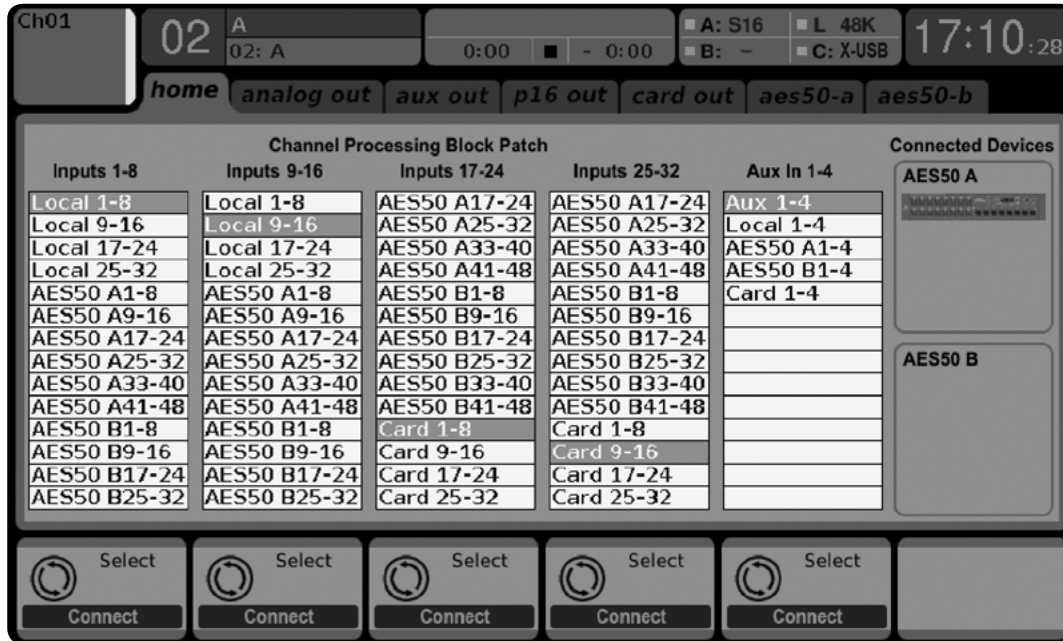 Ch01
02
A
02: A
0:00 - 0:00
A: S16
B: -
L 48K
C: X-USB
17:10:28
home analog out aux out p16 out card out aes50-a aes50-b
Channel Processing Block Patch
Connected Devices
Inputs 1-8 Inputs 9-16 Inputs 17-24 Inputs 25-32 Aux In 1-4
AES50 A
Local 1-8 Local 1-8 AES50 A17-24 AES50 A17-24 Aux 1-4
Local 9-16 Local 9-16 AES50 A25-32 AES50 A25-32 Local 1-4
Local 17-24 Local 17-24 AES50 A33-40 AES50 A33-40 AES50 A1-4
Local 25-32 Local 25-32 AES50 A41-48 AES50 A41-48 AES50 B1-4
AES50 A1-8 AES50 A1-8 AES50 B1-8 AES50 B1-8 Card 1-4
AES50 A9-16 AES50 A9-16 AES50 B9-16 AES50 B9-16
AES50 A17-24 AES50 A17-24 AES50 B17-24 AES50 B17-24
AES50 A25-32 AES50 A25-32 AES50 B25-32 AES50 B25-32
AES50 B
AES50 A33-40 AES50 A33-40 AES50 B33-40 AES50 B33-40
AES50 A41-48 AES50 A41-48 AES50 B41-48 AES50 B41-48
AES50 B1-8 AES50 B1-8 Card 1-8 Card 1-8
AES50 B9-16 AES50 B9-16 Card 9-16 Card 9-16
AES50 B17-24 AES50 B17-24 Card 17-24 Card 17-24
AES50 B25-32 AES50 B25-32 Card 25-32 Card 25-32
Select Select Select Select Select
Connect Connect Connect Connect Connect